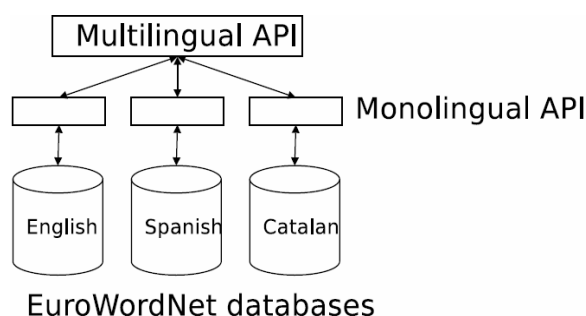 Multilingual API
Monolingual API
English
Spanish
Catalan
EuroWordNet databases